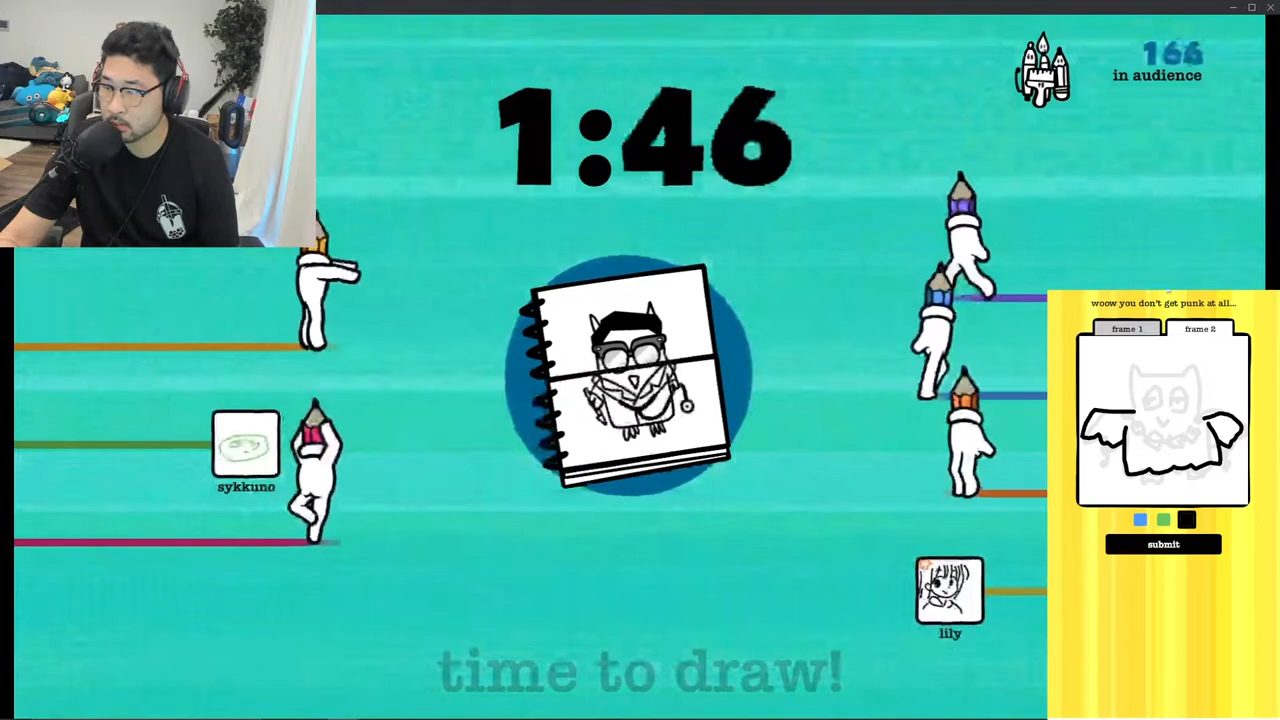 1:46
166
in audience
woow you don't get punk at all...
frame 1
frame 2
sykkuno
submit
lily
time to draw!